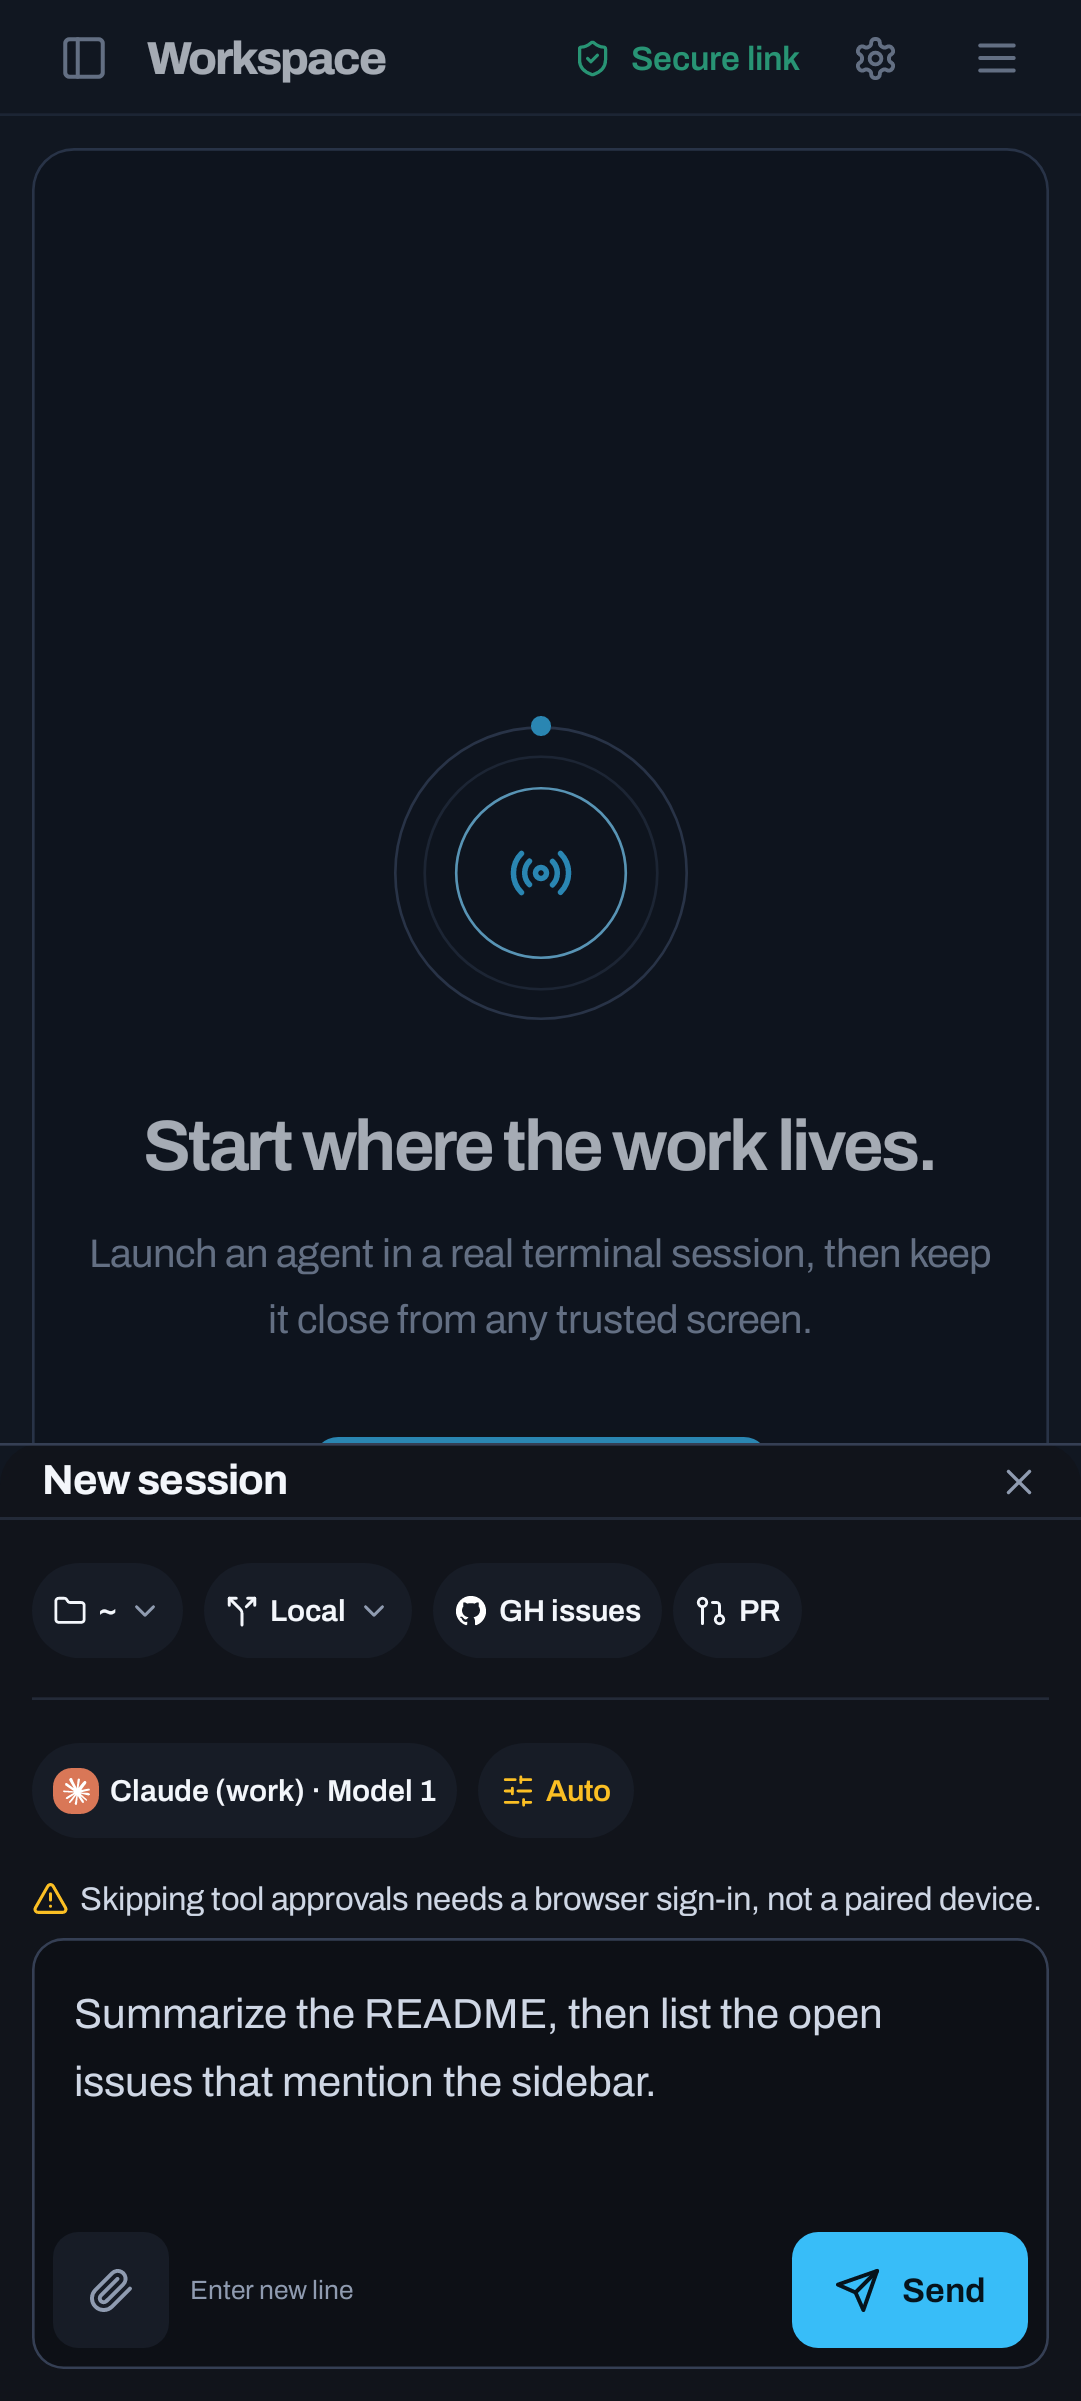 Workspace
Secure link
Start where the work lives.
Launch an agent in a real terminal session, then keep
it close from any trusted screen.
New session
~
Local
GH issues
PR
Claude (work) · Model 1
Auto
Skipping tool approvals needs a browser sign-in, not a paired device.
Summarize the README, then list the open
issues that mention the sidebar.
Enter new line
Send